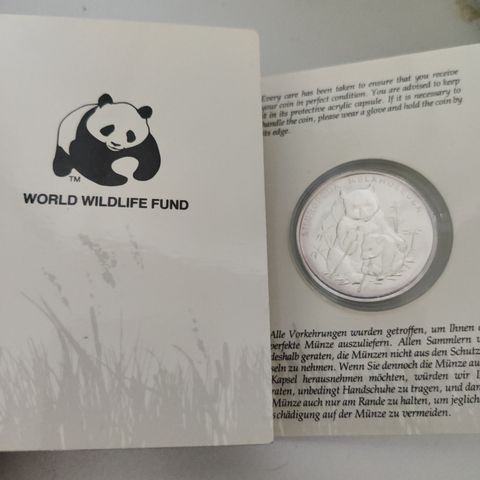 TM
WORLD WILDLIFE FUND
Every care has been taken to ensure that you receive
your coin in perfect condition. You are advised to keep
it in its protective acrylic capsule. If it is necessary to
handle the coin, please wear a glove and hold the coin by
its edge.
AILUROPODA MELANOLEUCA
Alle Vorkehrungen wurden getroffen, um Ihnen
perfekte Münze auszuliefern. Allen Sammlern
deshalb geraten, die Münzen nicht aus den Schutz
seln zu nehmen. Wenn Sie dennoch die Münze au
Kapsel herausnehmen möchten, würden wir I
raten, unbedingt Handschuhe zu tragen, und da
Münze auch nur am Rande zu halten, um jeglich
schädigung auf der Münze zu vermeiden.